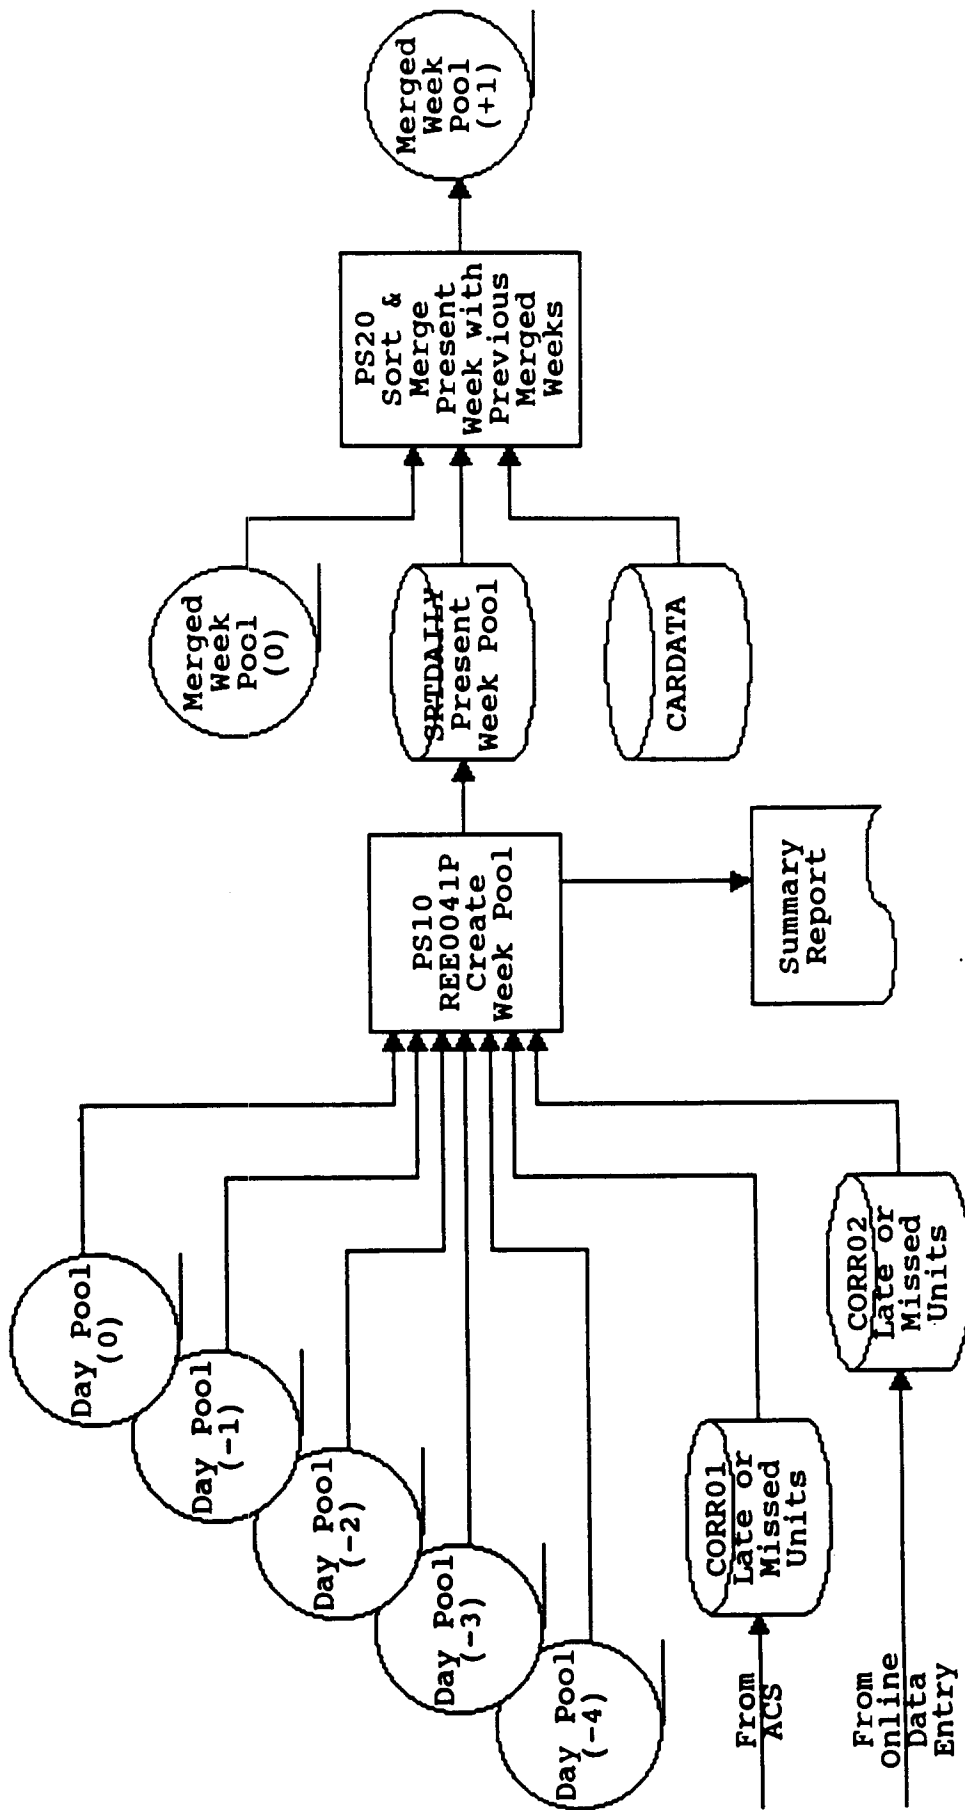 Day Pool
(0)
Day Pool
(-1)
Day Pool
(-2)
Day Pool
(-3)
Day Pool
(-4)
From
ACS
CORR01
Late or
Missed
Units
From
Online
Data
Entry
CORR02
Late or
Missed
Units
PS10
REE0041P
Create
Week Pool
Summary
Report
Merged
Week
Pool
(0)
SRTDAILY
Present
Week Pool
CARDATA
PS20
Sort &
Merge
Present
Week with
Previous
Merged
Weeks
Merged
Week
Pool
(+1)